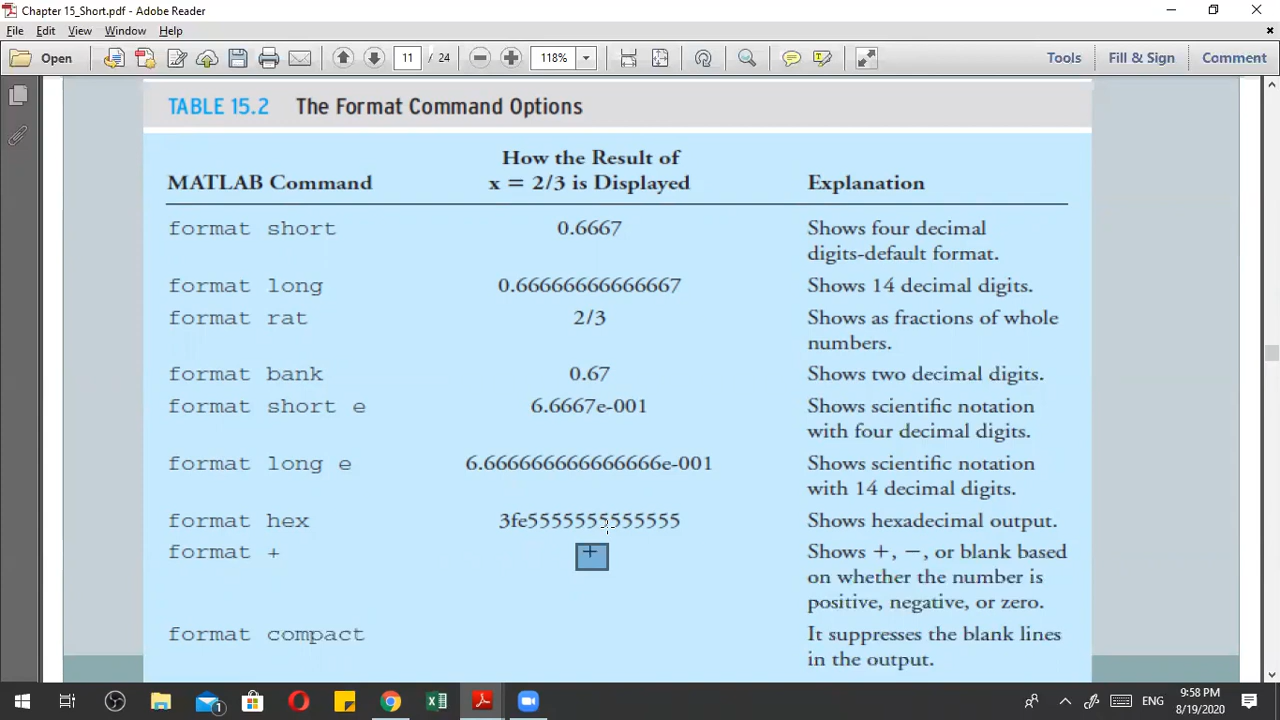 Chapter 15_Short.pdf - Adobe Reader
File Edit View Window Help
Open 11 / 24 118% Tools Fill & Sign Comment
TABLE 15.2 The Format Command Options
How the Result of
MATLAB Command x = 2/3 is Displayed Explanation
format short 0.6667 Shows four decimal
digits-default format.
format long 0.66666666666667 Shows 14 decimal digits.
format rat 2/3 Shows as fractions of whole
numbers.
format bank 0.67 Shows two decimal digits.
format short e 6.6667e-001 Shows scientific notation
with four decimal digits.
format long e 6.666666666666666e-001 Shows scientific notation
with 14 decimal digits.
format hex 3fe5555555555555 Shows hexadecimal output.
format + + Shows +, −, or blank based
on whether the number is
positive, negative, or zero.
format compact It suppresses the blank lines
in the output.
1 ENG 9:58 PM
8/19/2020